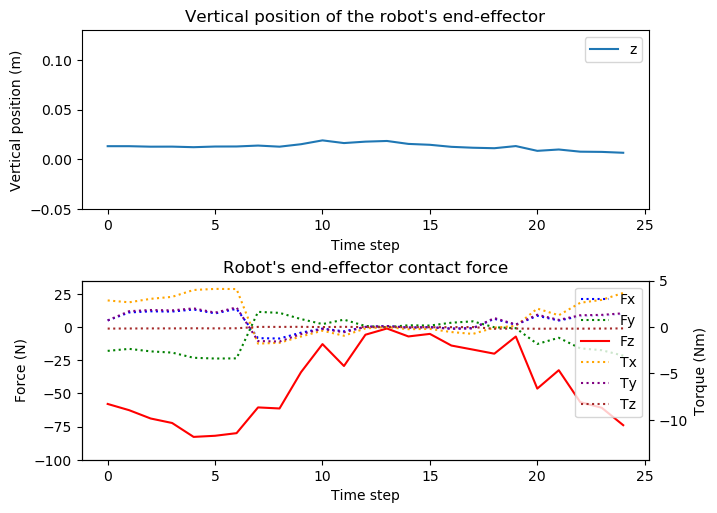 Vertical position of the robot's end-effector
Vertical position (m)
0.10
0.05
0.00
−0.05
z
0 5 10 15 20 25
Time step
Robot's end-effector contact force
Force (N)
25
0
−25
−50
−75
−100
Fx
Fy
Fz
Tx
Ty
Tz
5
0
−5
−10
Torque (Nm)
0 5 10 15 20 25
Time step